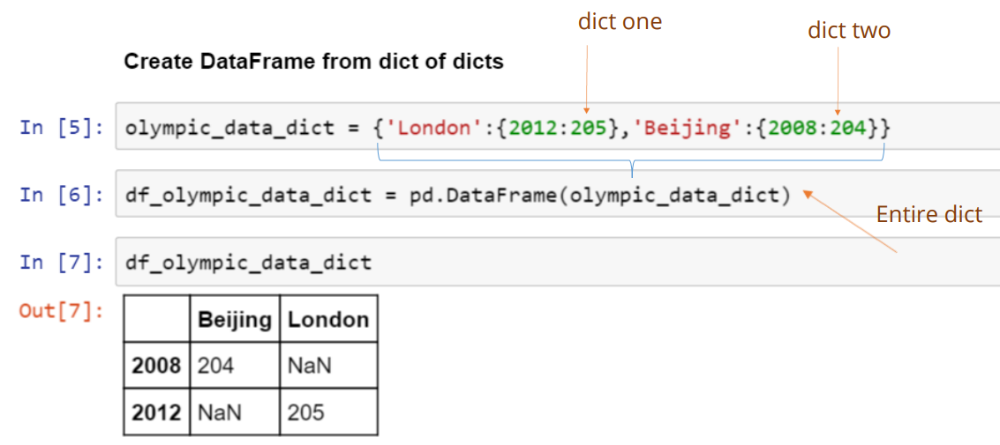 dict one
dict two
Create DataFrame from dict of dicts
In [5]: olympic_data_dict = {'London':{2012:205},'Beijing':{2008:204}}
In [6]: df_olympic_data_dict = pd.DataFrame(olympic_data_dict)
Entire dict
In [7]: df_olympic_data_dict
Out[7]:
Beijing London
2008 204 NaN
2012 NaN 205